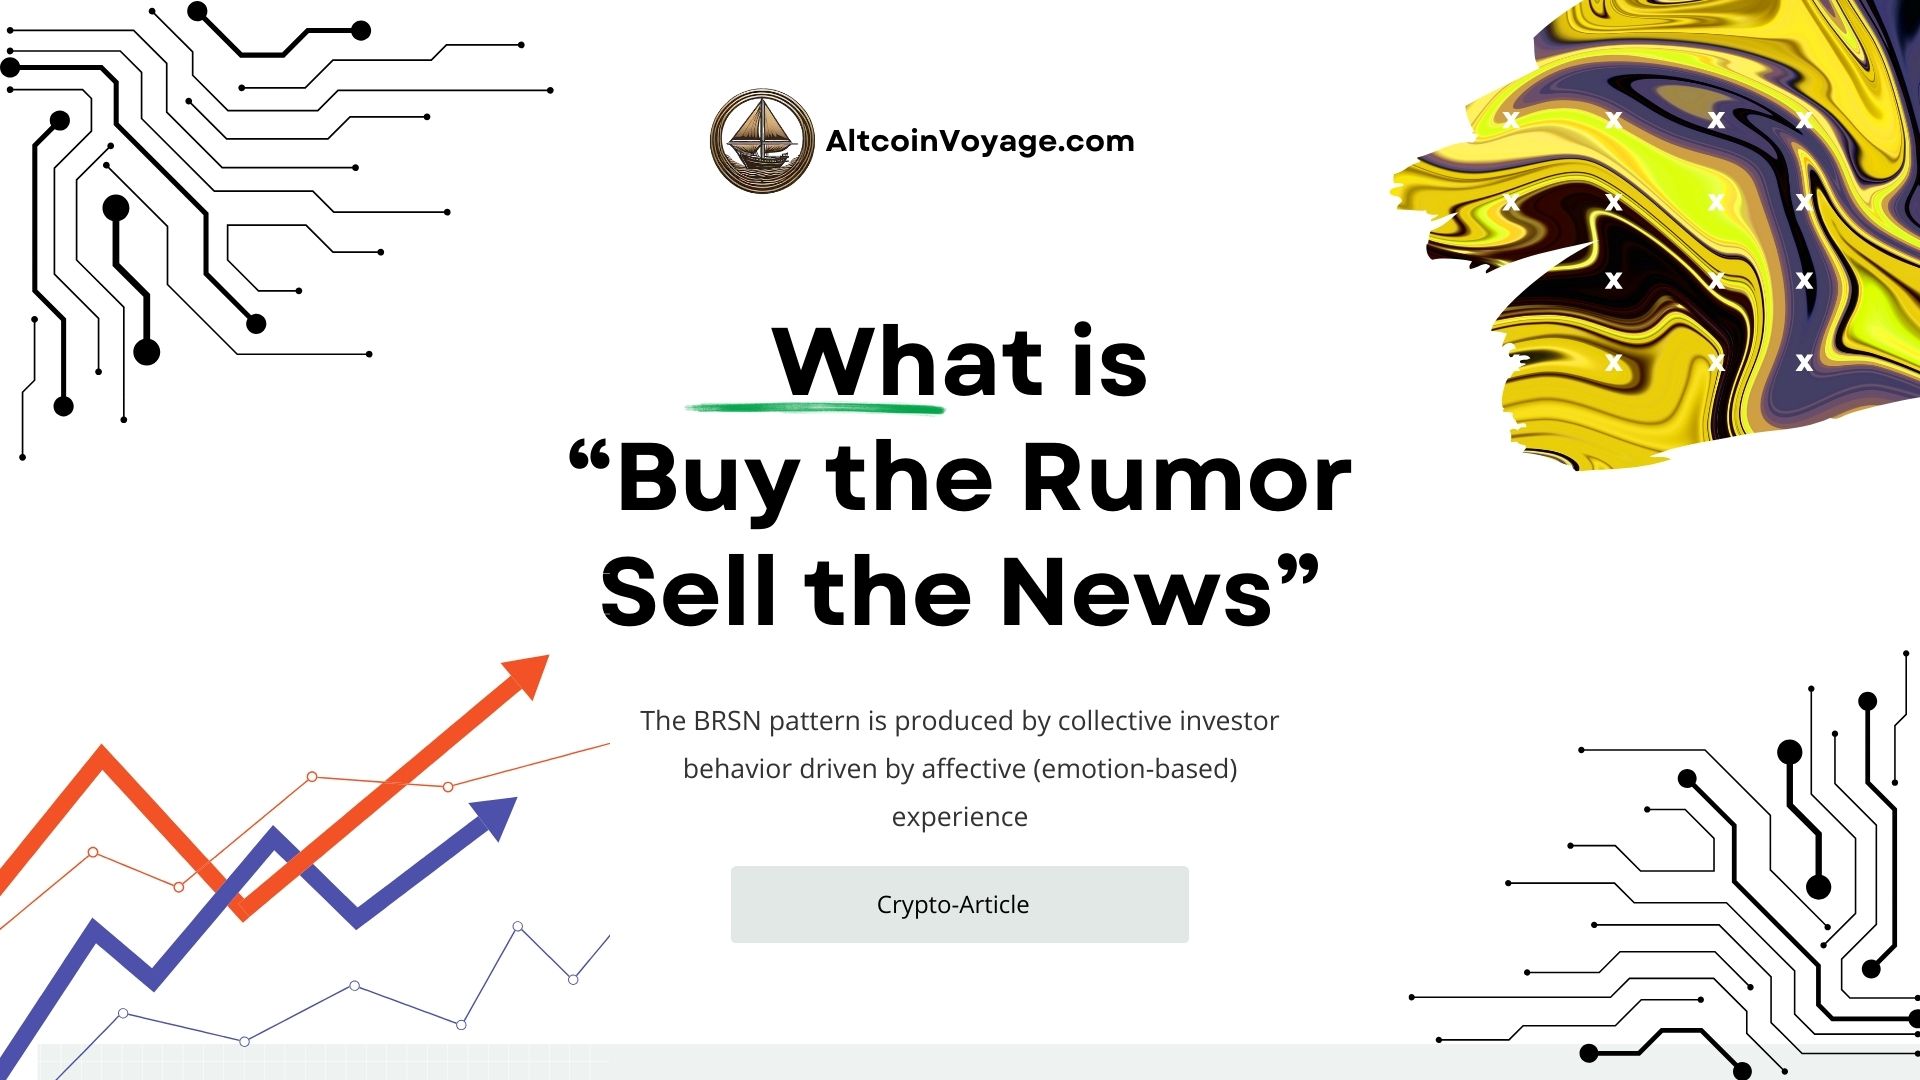 AltcoinVoyage.com
What is
“Buy the Rumor
Sell the News”
The BRSN pattern is produced by collective investor
behavior driven by affective (emotion-based)
experience
Crypto-Article
x x x x
x x x x
x x x
x x x x